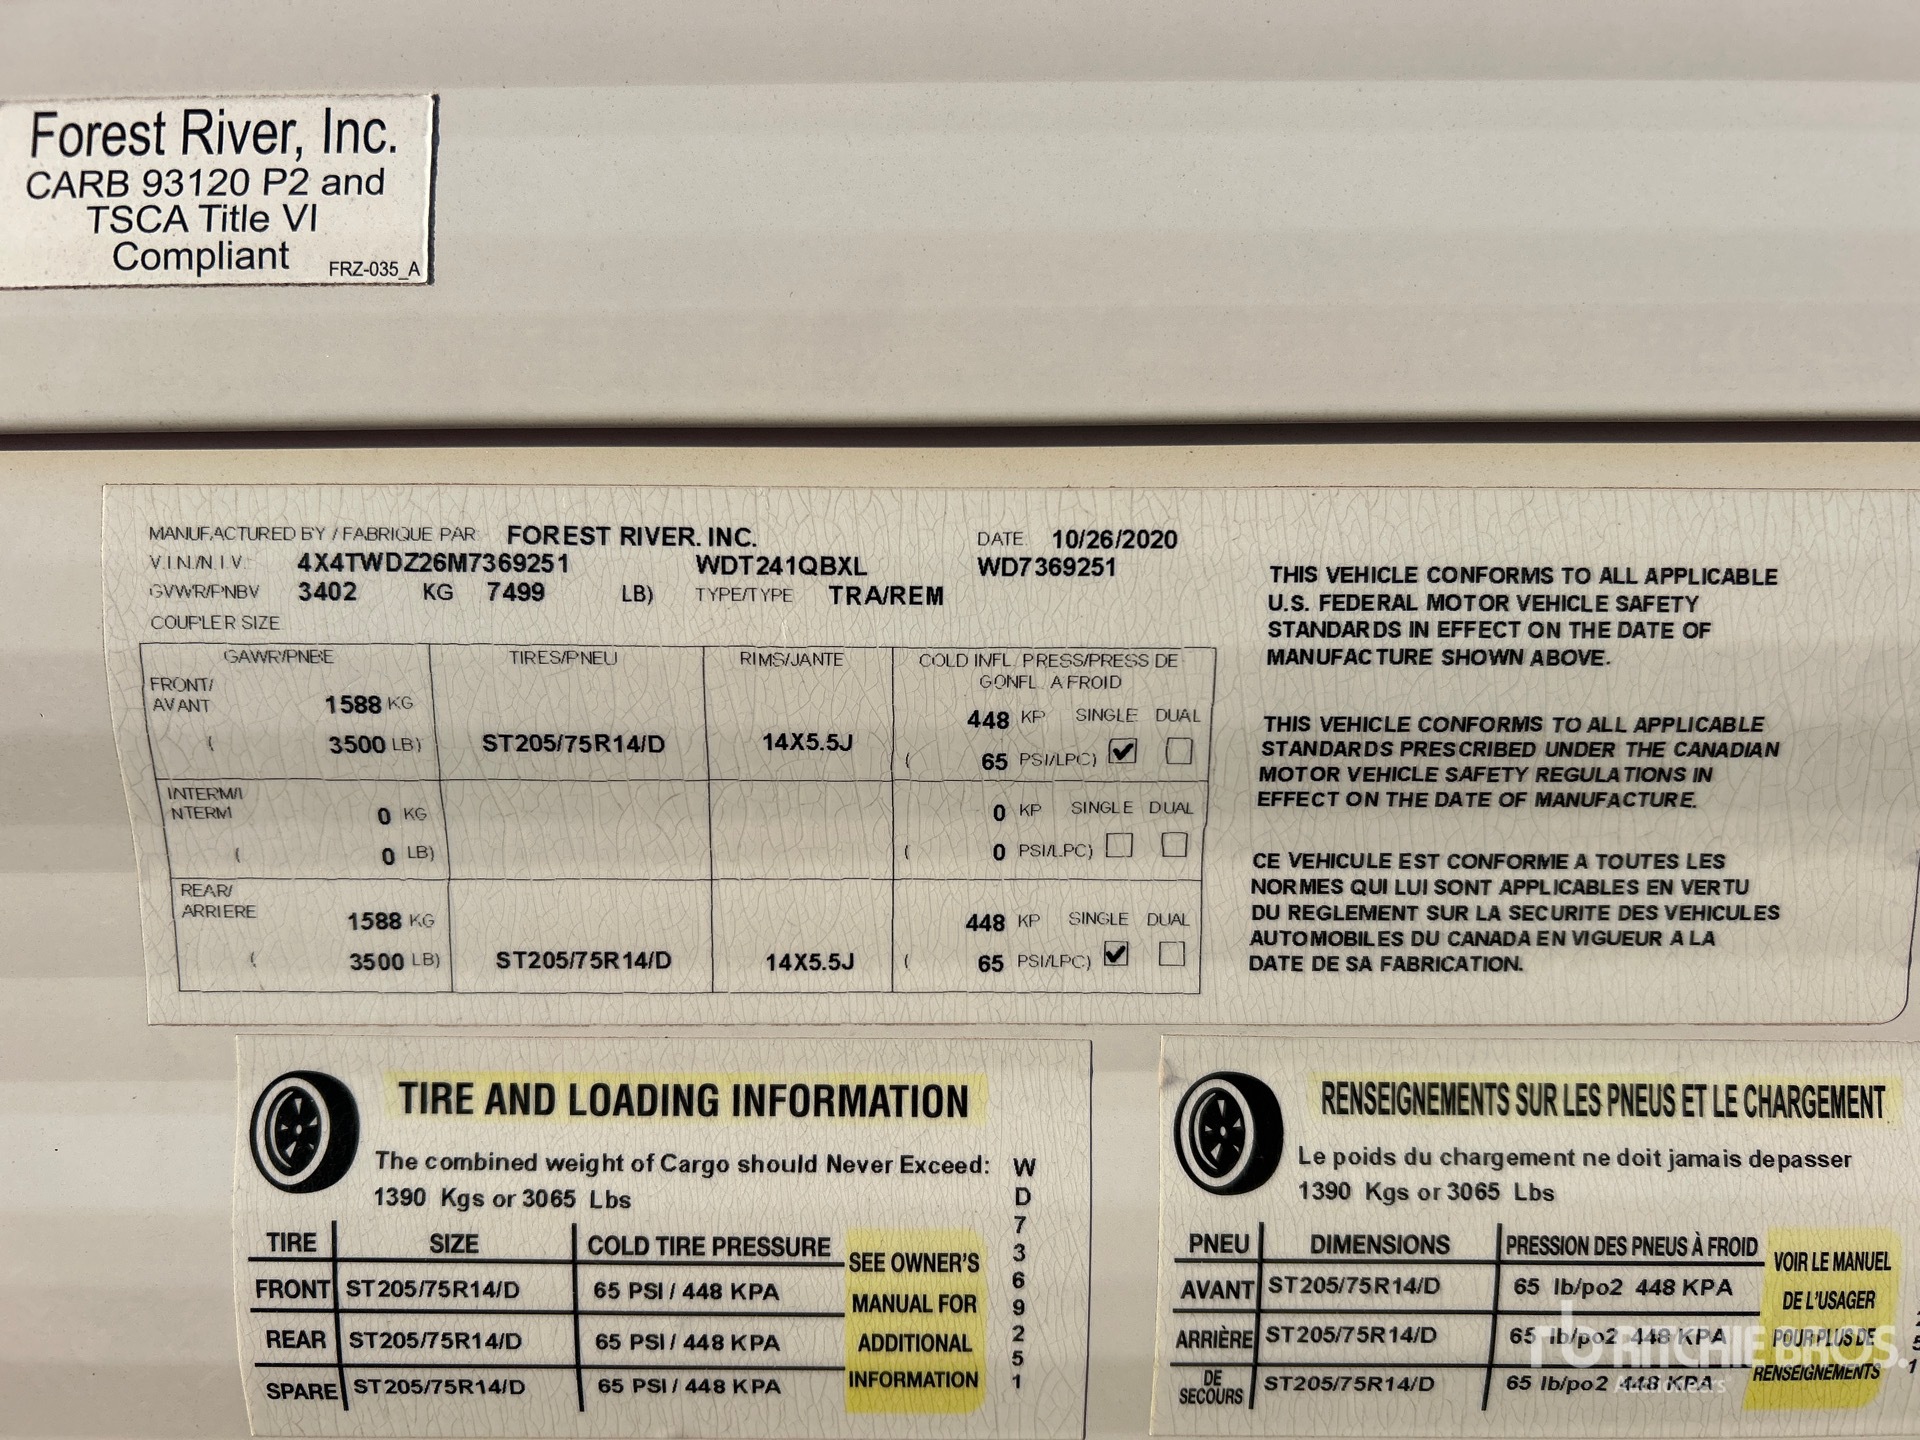 Forest River, Inc.
CARB 93120 P2 and
TSCA Title VI
Compliant FRZ-035_A
MANUFACTURED BY / FABRIQUE PAR FOREST RIVER. INC. DATE 10/26/2020
V.I.N./N.I.V. 4X4TWDZ26M7369251 WDT241QBXL WD7369251
GVWR/PNBV 3402 KG 7499 LB) TYPE/TYPE TRA/REM
COUPLER SIZE
GAWR/PNBE TIRES/PNEU RIMS/JANTE COLD INFL. PRESS/PRESS DE
GONFL. A FROID
FRONT/
AVANT 1588 KG 448 KP SINGLE DUAL
( 3500 LB) ST205/75R14/D 14X5.5J ( 65 PSI/LPC)
INTERM/I
NTERM 0 KG 0 KP SINGLE DUAL
( 0 LB) ( 0 PSI/LPC)
REAR/
ARRIERE 1588 KG 448 KP SINGLE DUAL
( 3500 LB) ST205/75R14/D 14X5.5J ( 65 PSI/LPC)
THIS VEHICLE CONFORMS TO ALL APPLICABLE
U.S. FEDERAL MOTOR VEHICLE SAFETY
STANDARDS IN EFFECT ON THE DATE OF
MANUFACTURE SHOWN ABOVE.
THIS VEHICLE CONFORMS TO ALL APPLICABLE
STANDARDS PRESCRIBED UNDER THE CANADIAN
MOTOR VEHICLE SAFETY REGULATIONS IN
EFFECT ON THE DATE OF MANUFACTURE.
CE VEHICULE EST CONFORME A TOUTES LES
NORMES QUI LUI SONT APPLICABLES EN VERTU
DU REGLEMENT SUR LA SECURITE DES VEHICULES
AUTOMOBILES DU CANADA EN VIGUEUR A LA
DATE DE SA FABRICATION.
TIRE AND LOADING INFORMATION
The combined weight of Cargo should Never Exceed:
1390 Kgs or 3065 Lbs
TIRE SIZE COLD TIRE PRESSURE
FRONT ST205/75R14/D 65 PSI / 448 KPA
REAR ST205/75R14/D 65 PSI / 448 KPA
SPARE ST205/75R14/D 65 PSI / 448 KPA
SEE OWNER'S
MANUAL FOR
ADDITIONAL
INFORMATION
W
D
7
3
6
9
2
5
1
RENSEIGNEMENTS SUR LES PNEUS ET LE CHARGEMENT
Le poids du chargement ne doit jamais depasser
1390 Kgs or 3065 Lbs
PNEU DIMENSIONS PRESSION DES PNEUS À FROID
AVANT ST205/75R14/D 65 lb/po2 448 KPA
ARRIÈRE ST205/75R14/D 65 lb/po2 448 KPA
DE
SECOURS ST205/75R14/D 65 lb/po2 448 KPA
VOIR LE MANUEL
DE L'USAGER
POUR PLUS DE
RENSEIGNEMENTS
2
5
1
RITCHIE BROS.
Auctioneers